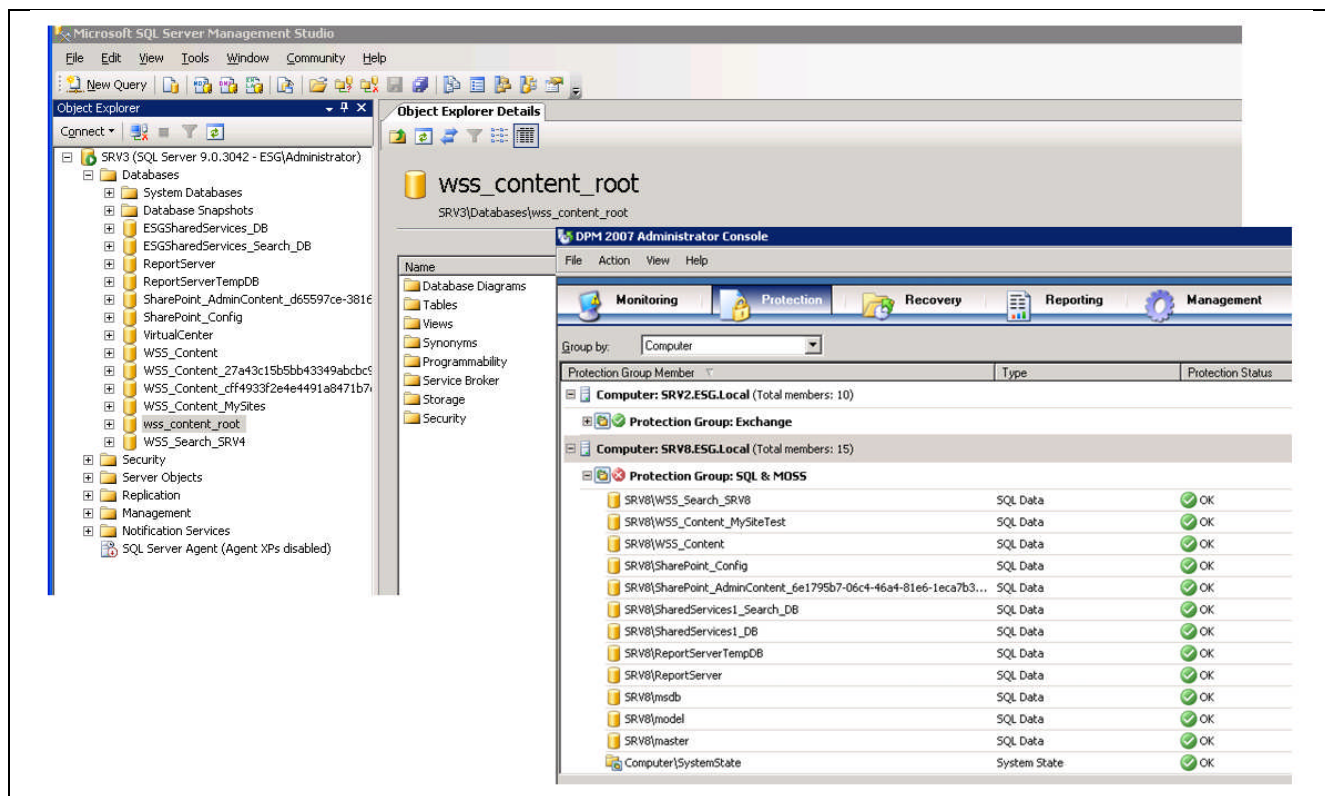 Microsoft SQL Server Management Studio
File Edit View Tools Window Community Help
New Query
Object Explorer
Connect
SRV3 (SQL Server 9.0.3042 - ESG\Administrator)
Databases
System Databases
Database Snapshots
ESGSharedServices_DB
ESGSharedServices_Search_DB
ReportServer
ReportServerTempDB
SharePoint_AdminContent_d65597ce-3816
SharePoint_Config
VirtualCenter
WSS_Content
WSS_Content_27a43c15b5bb43349abcbc9
WSS_Content_cff4933f2e4e4491a8471b7
WSS_Content_MySites
wss_content_root
WSS_Search_SRV4
Security
Server Objects
Replication
Management
Notification Services
SQL Server Agent (Agent XPs disabled)
Object Explorer Details
wss_content_root
SRV3\Databases\wss_content_root
Name
Database Diagrams
Tables
Views
Synonyms
Programmability
Service Broker
Storage
Security
DPM 2007 Administrator Console
File Action View Help
Monitoring Protection Recovery Reporting Management
Group by: Computer
Protection Group Member Type Protection Status
Computer: SRV2.ESG.Local (Total members: 10)
Protection Group: Exchange
Computer: SRV8.ESG.Local (Total members: 15)
Protection Group: SQL & MOSS
SRV8\WSS_Search_SRV8 SQL Data OK
SRV8\WSS_Content_MySiteTest SQL Data OK
SRV8\WSS_Content SQL Data OK
SRV8\SharePoint_Config SQL Data OK
SRV8\SharePoint_AdminContent_6e1795b7-06c4-46a4-81e6-1eca7b3... SQL Data OK
SRV8\SharedServices1_Search_DB SQL Data OK
SRV8\SharedServices1_DB SQL Data OK
SRV8\ReportServerTempDB SQL Data OK
SRV8\ReportServer SQL Data OK
SRV8\msdb SQL Data OK
SRV8\model SQL Data OK
SRV8\master SQL Data OK
Computer\SystemState System State OK